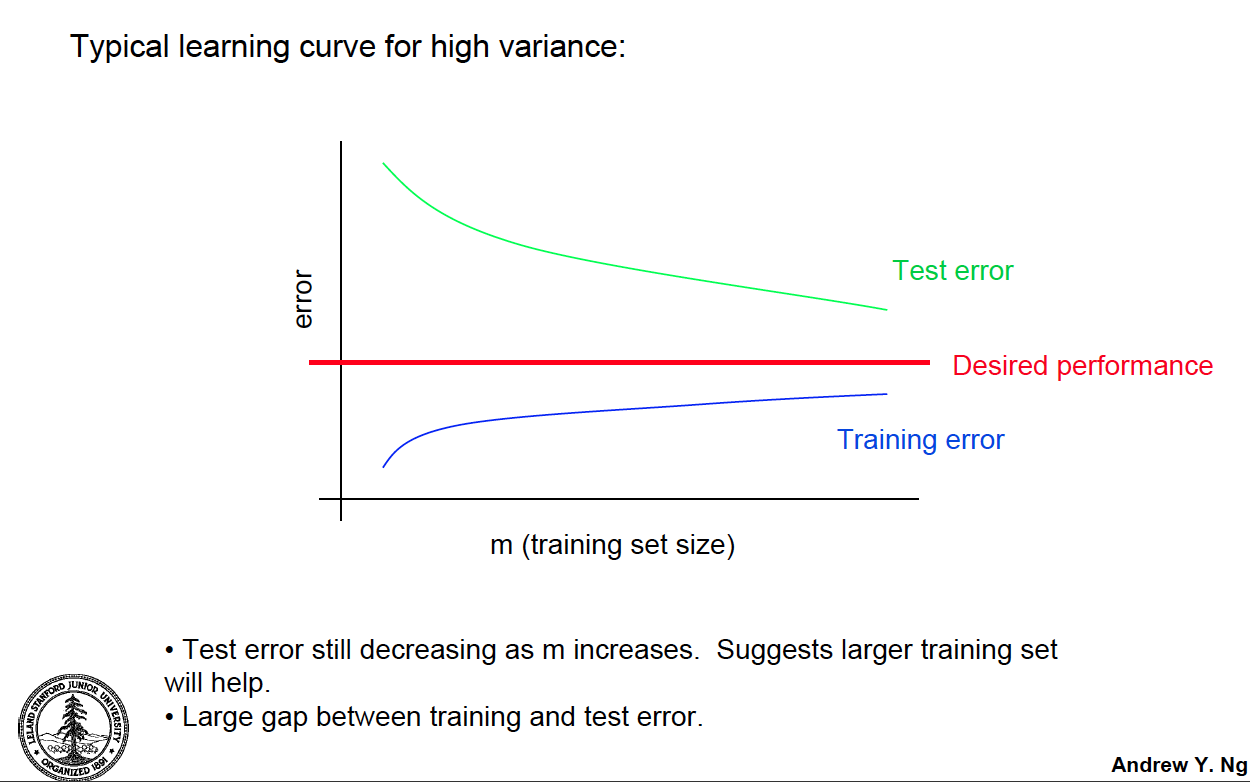 Typical learning curve for high variance:
error
Test error
Desired performance
Training error
m (training set size)
• Test error still decreasing as m increases.  Suggests larger training set
will help.
• Large gap between training and test error.
LELAND STANFORD JUNIOR UNIVERSITY
ORGANIZED 1891
Andrew Y. Ng